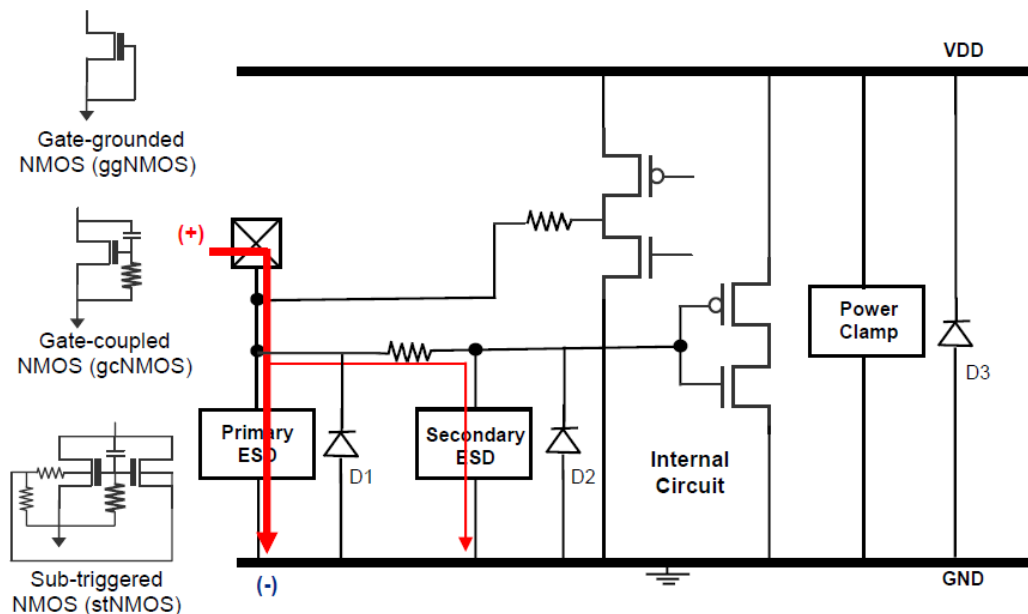 VDD
Gate-grounded
NMOS (ggNMOS)
(+)
Gate-coupled
NMOS (gcNMOS)
Power
Clamp
D3
Primary
ESD
D1
Secondary
ESD
D2
Internal
Circuit
Sub-triggered
NMOS (stNMOS)
(-)
GND